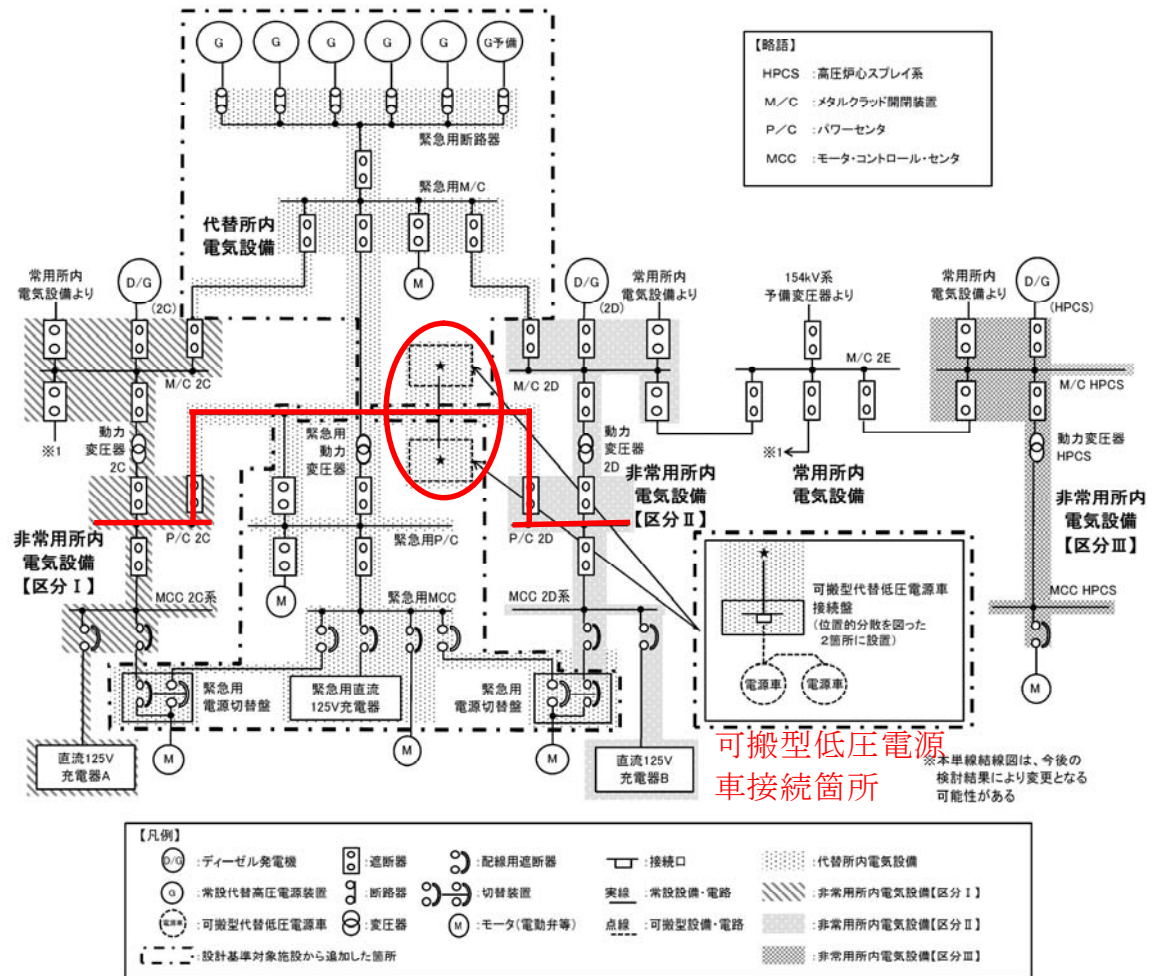 G
G
G
G
G
G予備
緊急用断路器
緊急用M/C
代替所内
電気設備
【略語】
HPCS :高圧炉心スプレイ系
M/C :メタルクラッド開閉装置
P/C :パワーセンタ
MCC :モータ・コントロール・センタ
常用所内
電気設備より
D/G
(2C)
M
D/G
(2D)
常用所内
電気設備より
154kV系
予備変圧器より
常用所内
電気設備より
D/G
(HPCS)
M/C 2C
M/C 2D
M/C 2E
M/C HPCS
※1
動力
変圧器
2C
緊急用
動力
変圧器
動力
変圧器
2D
※1
常用所内
電気設備
動力変圧器
HPCS
非常用所内
電気設備
【区分Ⅰ】
P/C 2C
緊急用P/C
P/C 2D
非常用所内
電気設備
【区分Ⅱ】
非常用所内
電気設備
【区分Ⅲ】
M
MCC 2C系
緊急用MCC
MCC 2D系
MCC HPCS
★
★
★
可搬型代替低圧電源車
接続盤
(位置的分散を図った
2箇所に設置)
電源車
電源車
緊急用
電源切替盤
緊急用直流
125V充電器
緊急用
電源切替盤
M
直流125V
充電器A
M
M
M
直流125V
充電器B
可搬型低圧電源
車接続箇所
※本単線結線図は、今後の
検討結果により変更となる
可能性がある
【凡例】
D/G :ディーゼル発電機
:遮断器
:配線用遮断器
:接続口
:代替所内電気設備
G :常設代替高圧電源装置
:断路器
:切替装置
実線 :常設設備・電路
:非常用所内電気設備【区分Ⅰ】
電源車 :可搬型代替低圧電源車
:変圧器
M :モータ(電動弁等)
点線 :可搬型設備・電路
:非常用所内電気設備【区分Ⅱ】
:設計基準対象施設から追加した箇所
:非常用所内電気設備【区分Ⅲ】